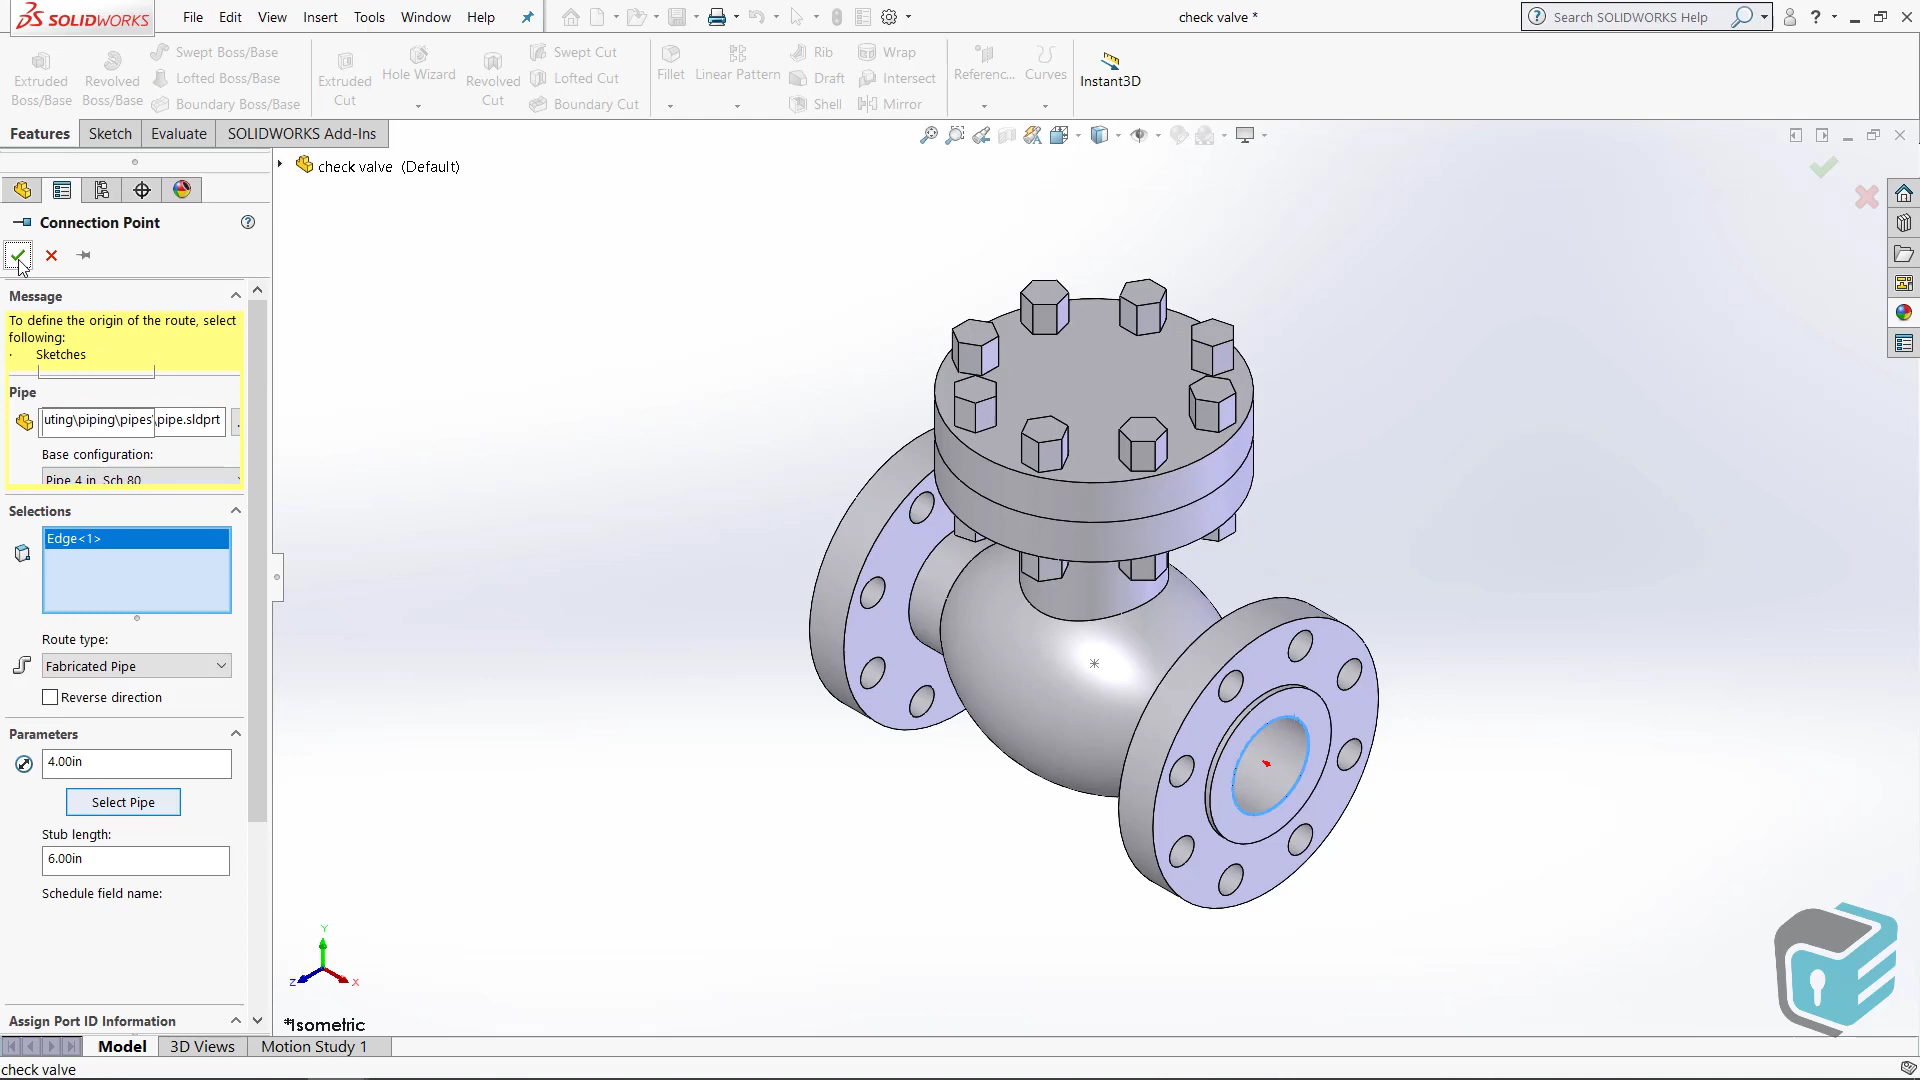 SOLIDWORKS File Edit View Insert Tools Window Help check valve * Search SOLIDWORKS Help
Extruded Boss/Base
Revolved Boss/Base
Swept Boss/Base
Lofted Boss/Base
Boundary Boss/Base
Extruded Cut
Hole Wizard
Revolved Cut
Swept Cut
Lofted Cut
Boundary Cut
Fillet
Linear Pattern
Rib
Draft
Shell
Wrap
Intersect
Mirror
Referenc...
Curves
Instant3D
Features Sketch Evaluate SOLIDWORKS Add-Ins
check valve (Default)
Connection Point
Message
To define the origin of the route, select
following:
· Sketches
Pipe
uting\piping\pipes\pipe.sldprt
Base configuration:
Pipe 4 in, Sch 80
Selections
Edge<1>
Route type:
Fabricated Pipe
Reverse direction
Parameters
4.00in
Select Pipe
Stub length:
6.00in
Schedule field name:
Assign Port ID Information
Y
Z X
*Isometric
Model 3D Views Motion Study 1
check valve